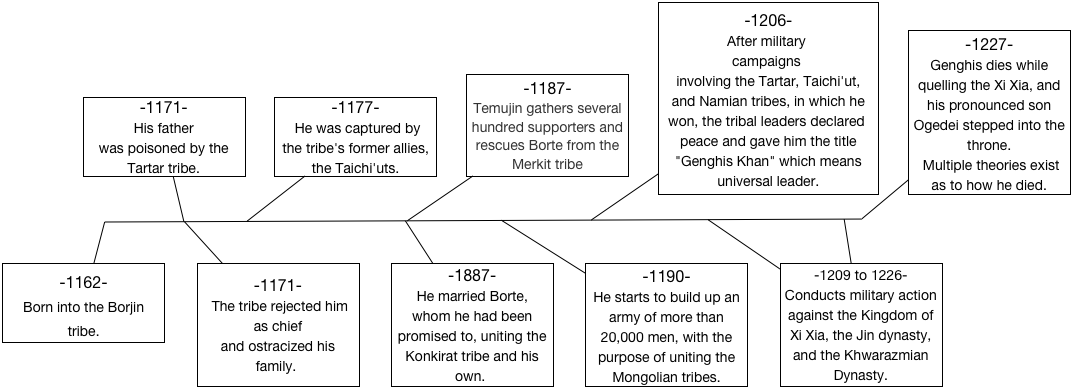 -1171-
His father
was poisoned by the
Tartar tribe.
-1177-
He was captured by
the tribe's former allies,
the Taichi'uts.
-1187-
Temujin gathers several
hundred supporters and
rescues Borte from the
Merkit tribe
-1206-
After military
campaigns
involving the Tartar, Taichi'ut,
and Namian tribes, in which he
won, the tribal leaders declared
peace and gave him the title
"Genghis Khan" which means
universal leader.
-1227-
Genghis dies while
quelling the Xi Xia, and
his pronounced son
Ogedei stepped into the
throne.
Multiple theories exist
as to how he died.
-1162-
Born into the Borjin
tribe.
-1171-
The tribe rejected him
as chief
and ostracized his
family.
-1887-
He married Borte,
whom he had been
promised to, uniting the
Konkirat tribe and his
own.
-1190-
He starts to build up an
army of more than
20,000 men, with the
purpose of uniting the
Mongolian tribes.
-1209 to 1226-
Conducts military action
against the Kingdom of
Xi Xia, the Jin dynasty,
and the Khwarazmian
Dynasty.